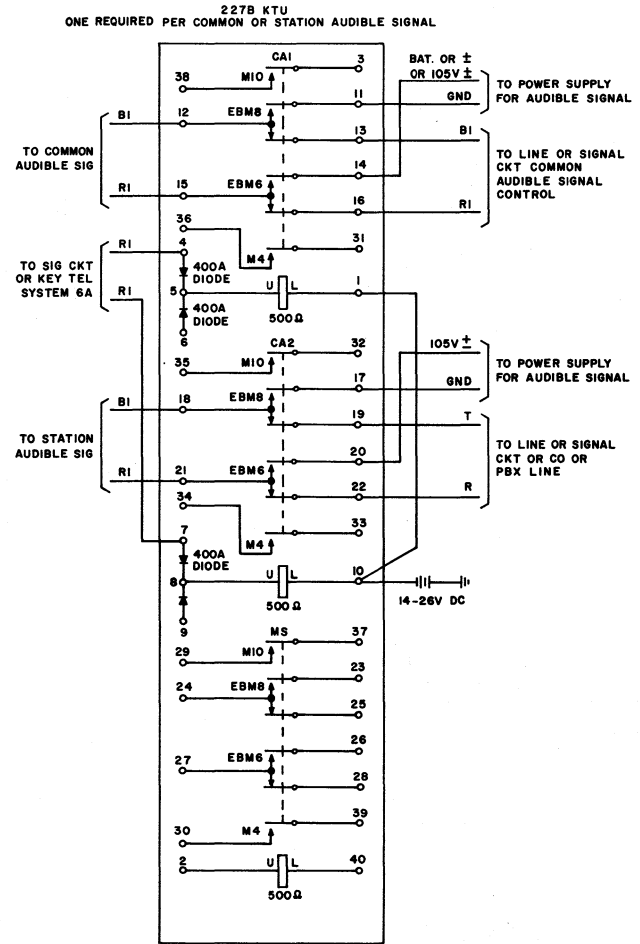 227B KTU
ONE REQUIRED PER COMMON OR STATION AUDIBLE SIGNAL
CA1
3
BAT. OR ±
OR 105V ±
M10
38
TO POWER SUPPLY
FOR AUDIBLE SIGNAL
11
GND
B1
12
EBM8
13
B1
TO COMMON
AUDIBLE SIG
14
TO LINE OR SIGNAL
CKT COMMON
AUDIBLE SIGNAL
CONTROL
R1
15
EBM6
16
R1
36
31
R1
4
M4
TO SIG CKT
OR KEY TEL
SYSTEM 6A
400A
DIODE
R1
5
U
L
1
400A
DIODE
500Ω
6
CA2
32
105V ±
35
M10
TO POWER SUPPLY
FOR AUDIBLE SIGNAL
17
GND
B1
18
EBM8
19
T
TO STATION
AUDIBLE SIG
20
TO LINE OR SIGNAL
CKT OR CO OR
PBX LINE
R1
21
EBM6
22
R
34
33
7
M4
400A
DIODE
8
U
L
10
500Ω
14-26V DC
9
MS
37
29
M10
23
24
EBM8
25
26
27
EBM6
28
39
30
M4
2
U
L
40
500Ω